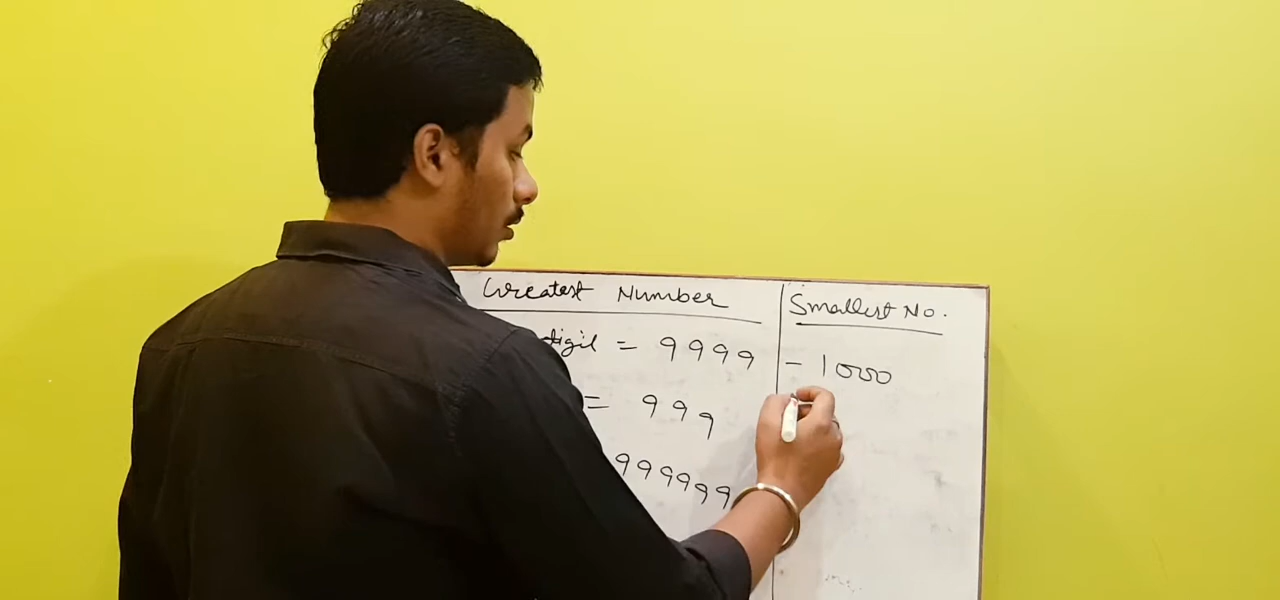 Greatest Number
Smallest No.
digit = 9999 - 1000
= 999
999999